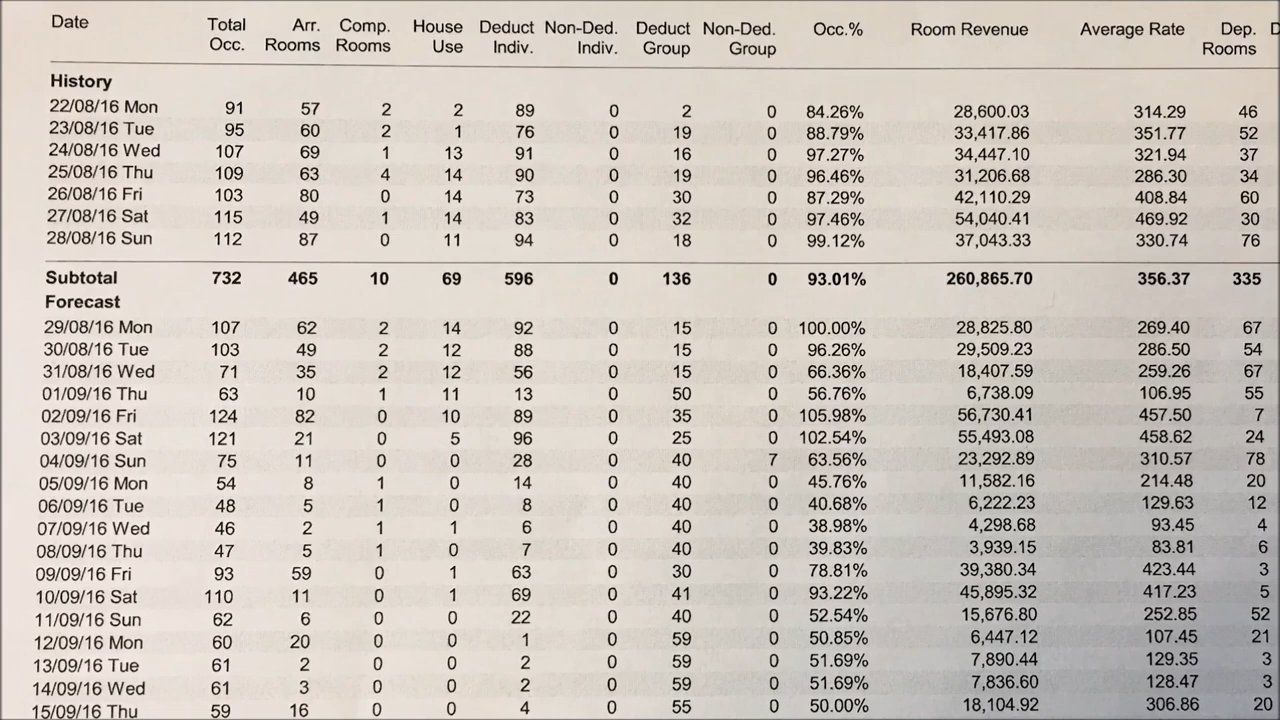 Date Total Occ. Arr. Rooms Comp. Rooms House Use Deduct Indiv. Non-Ded. Indiv. Deduct Group Non-Ded. Group Occ.% Room Revenue Average Rate Dep. Rooms D
History
22/08/16 Mon 91 57 2 2 89 0 2 0 84.26% 28,600.03 314.29 46
23/08/16 Tue 95 60 2 1 76 0 19 0 88.79% 33,417.86 351.77 52
24/08/16 Wed 107 69 1 13 91 0 16 0 97.27% 34,447.10 321.94 37
25/08/16 Thu 109 63 4 14 90 0 19 0 96.46% 31,206.68 286.30 34
26/08/16 Fri 103 80 0 14 73 0 30 0 87.29% 42,110.29 408.84 60
27/08/16 Sat 115 49 1 14 83 0 32 0 97.46% 54,040.41 469.92 30
28/08/16 Sun 112 87 0 11 94 0 18 0 99.12% 37,043.33 330.74 76
Subtotal 732 465 10 69 596 0 136 0 93.01% 260,865.70 356.37 335
Forecast
29/08/16 Mon 107 62 2 14 92 0 15 0 100.00% 28,825.80 269.40 67
30/08/16 Tue 103 49 2 12 88 0 15 0 96.26% 29,509.23 286.50 54
31/08/16 Wed 71 35 2 12 56 0 15 0 66.36% 18,407.59 259.26 67
01/09/16 Thu 63 10 1 11 13 0 50 0 56.76% 6,738.09 106.95 55
02/09/16 Fri 124 82 0 10 89 0 35 0 105.98% 56,730.41 457.50 7
03/09/16 Sat 121 21 0 5 96 0 25 0 102.54% 55,493.08 458.62 24
04/09/16 Sun 75 11 0 0 28 0 40 7 63.56% 23,292.89 310.57 78
05/09/16 Mon 54 8 1 0 14 0 40 0 45.76% 11,582.16 214.48 20
06/09/16 Tue 48 5 1 0 8 0 40 0 40.68% 6,222.23 129.63 12
07/09/16 Wed 46 2 1 1 6 0 40 0 38.98% 4,298.68 93.45 4
08/09/16 Thu 47 5 1 0 7 0 40 0 39.83% 3,939.15 83.81
09/09/16 Fri 93 59 0 1 63 0 30 0 78.81% 39,380.34 423.44 3
10/09/16 Sat 110 11 0 1 69 0 41 0 93.22% 45,895.32 417.23 5
11/09/16 Sun 62 6 0 0 22 0 40 0 52.54% 15,676.80 252.85 52
12/09/16 Mon 60 20 0 0 1 0 59 0 50.85% 6,447.12 107.45 21
13/09/16 Tue 61 2 0 0 2 0 59 0 51.69% 7,890.44 129.35 3
14/09/16 Wed 61 3 0 0 2 0 59 0 51.69% 7,836.60 128.47 3
15/09/16 Thu 59 16 0 0 4 0 55 0 50.00% 18,104.92 306.86 20